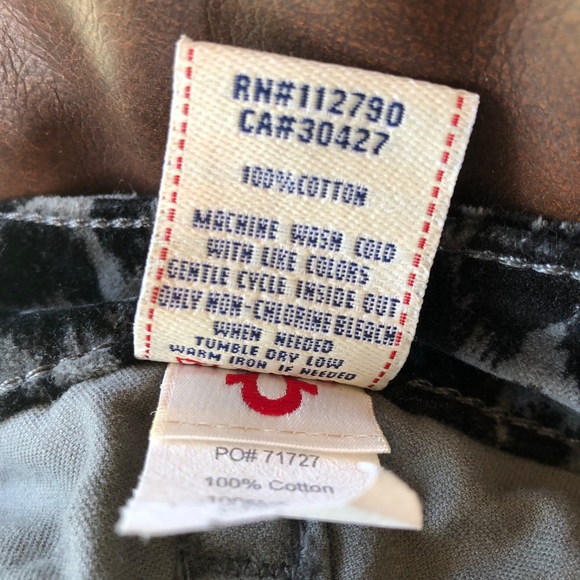 RN#112790
CA#30427
100%COTTON
MACHINE WASH COLD
WITH LIKE COLORS
GENTLE CYCLE INSIDE OUT
ONLY NON-CHLORINE BLEACH
WHEN NEEDED
TUMBLE DRY LOW
WARM IRON IF NEEDED
PO# 71727
100% Cotton
100%